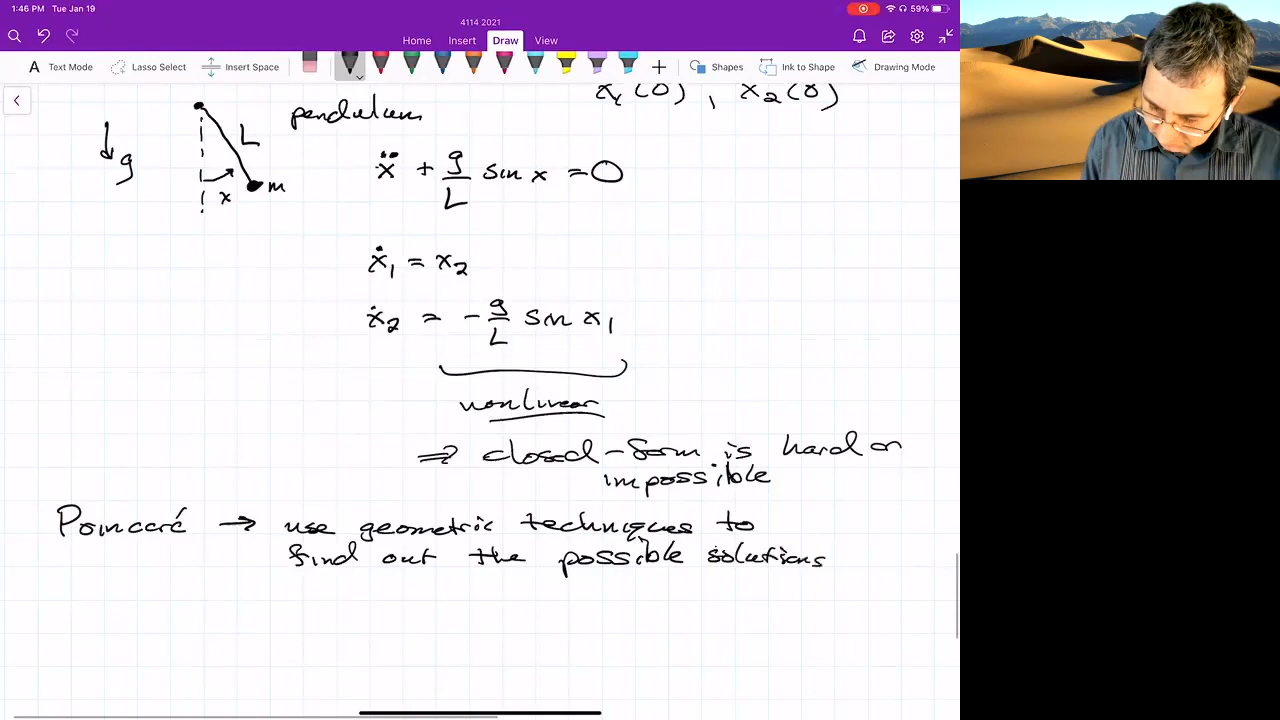 1:46 PM Tue Jan 19
59%
4114 2021
Home Insert Draw View
Text Mode Lasso Select Insert Space Shapes Ink to Shape Drawing Mode
x₁(0), x₂(0)
pendulum
L
g
m
x
ẍ + g/L sin x = 0
ẋ₁ = x₂
ẋ₂ = -g/L sin x₁
nonlinear
⇒ closed-form is hard or
impossible
Poincaré → use geometric techniques to
find out the possible solutions